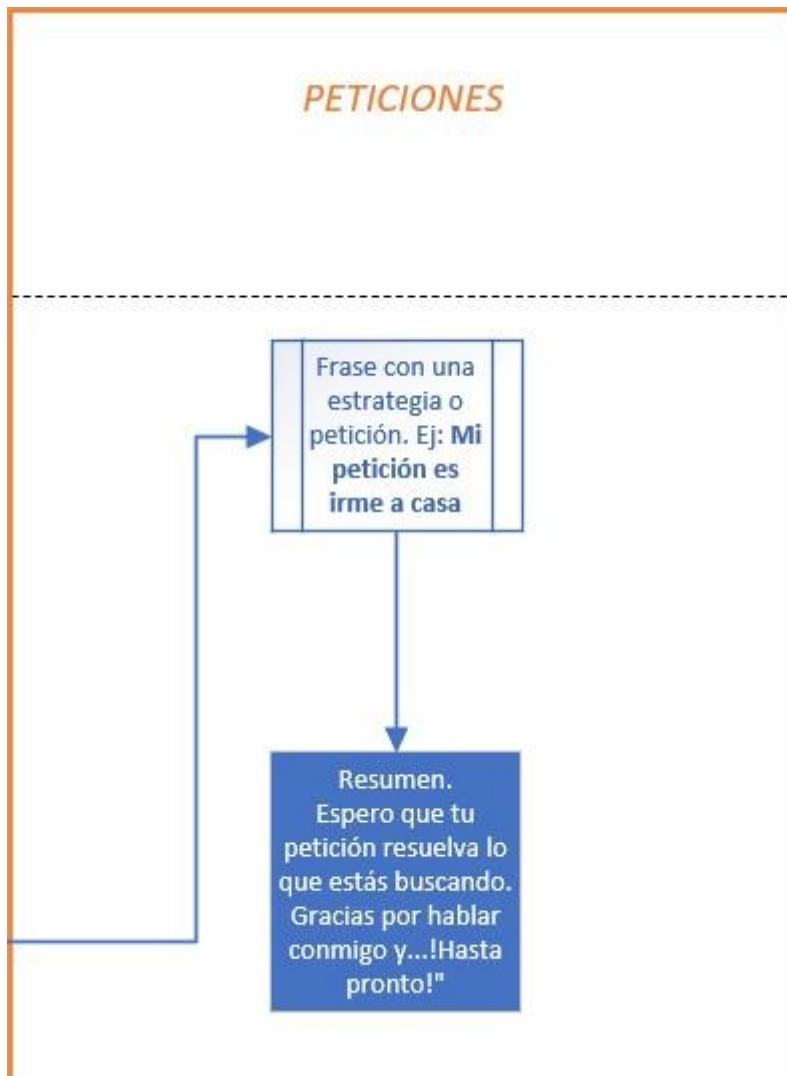 PETICIONES
Frase con una
estrategia o
petición. Ej: Mi
petición es
irme a casa
Resumen.
Espero que tu
petición resuelva lo
que estás buscando.
Gracias por hablar
conmigo y...!Hasta
pronto!"